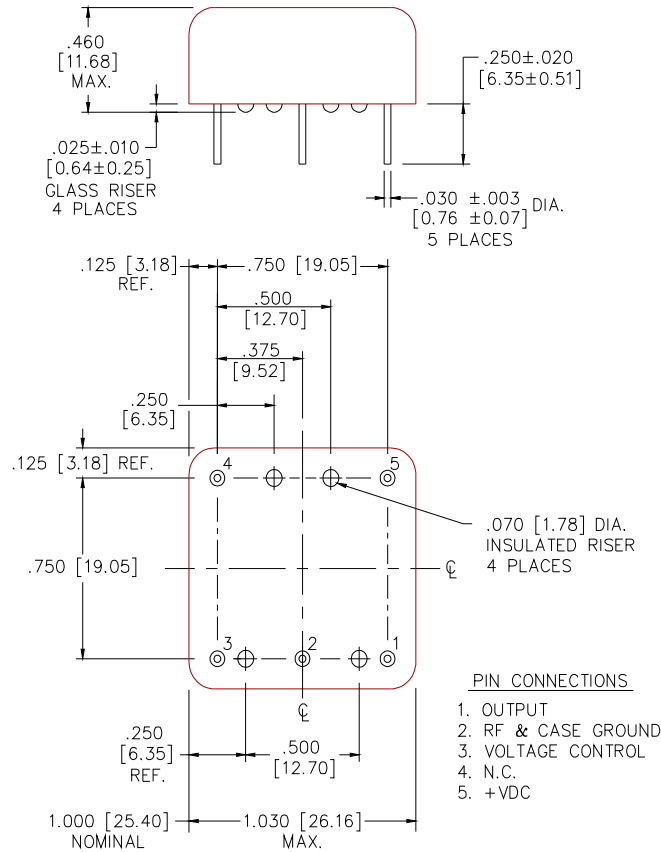 .460
[11.68]
MAX.
.250±.020
[6.35±0.51]
.025±.010
[0.64±0.25]
GLASS RISER
4 PLACES
.030 ±.003 DIA.
[0.76 ±0.07]
5 PLACES
.125 [3.18]
REF.
.750 [19.05]
.500
[12.70]
.375
[9.52]
.250
[6.35]
.125 [3.18] REF.
4
5
.070 [1.78] DIA.
INSULATED RISER
4 PLACES
.750 [19.05]
℄
3
2
1
℄
PIN CONNECTIONS
1. OUTPUT
2. RF & CASE GROUND
3. VOLTAGE CONTROL
4. N.C.
5. +VDC
.250
[6.35]
REF.
.500
[12.70]
1.000 [25.40]
NOMINAL
1.030 [26.16]
MAX.